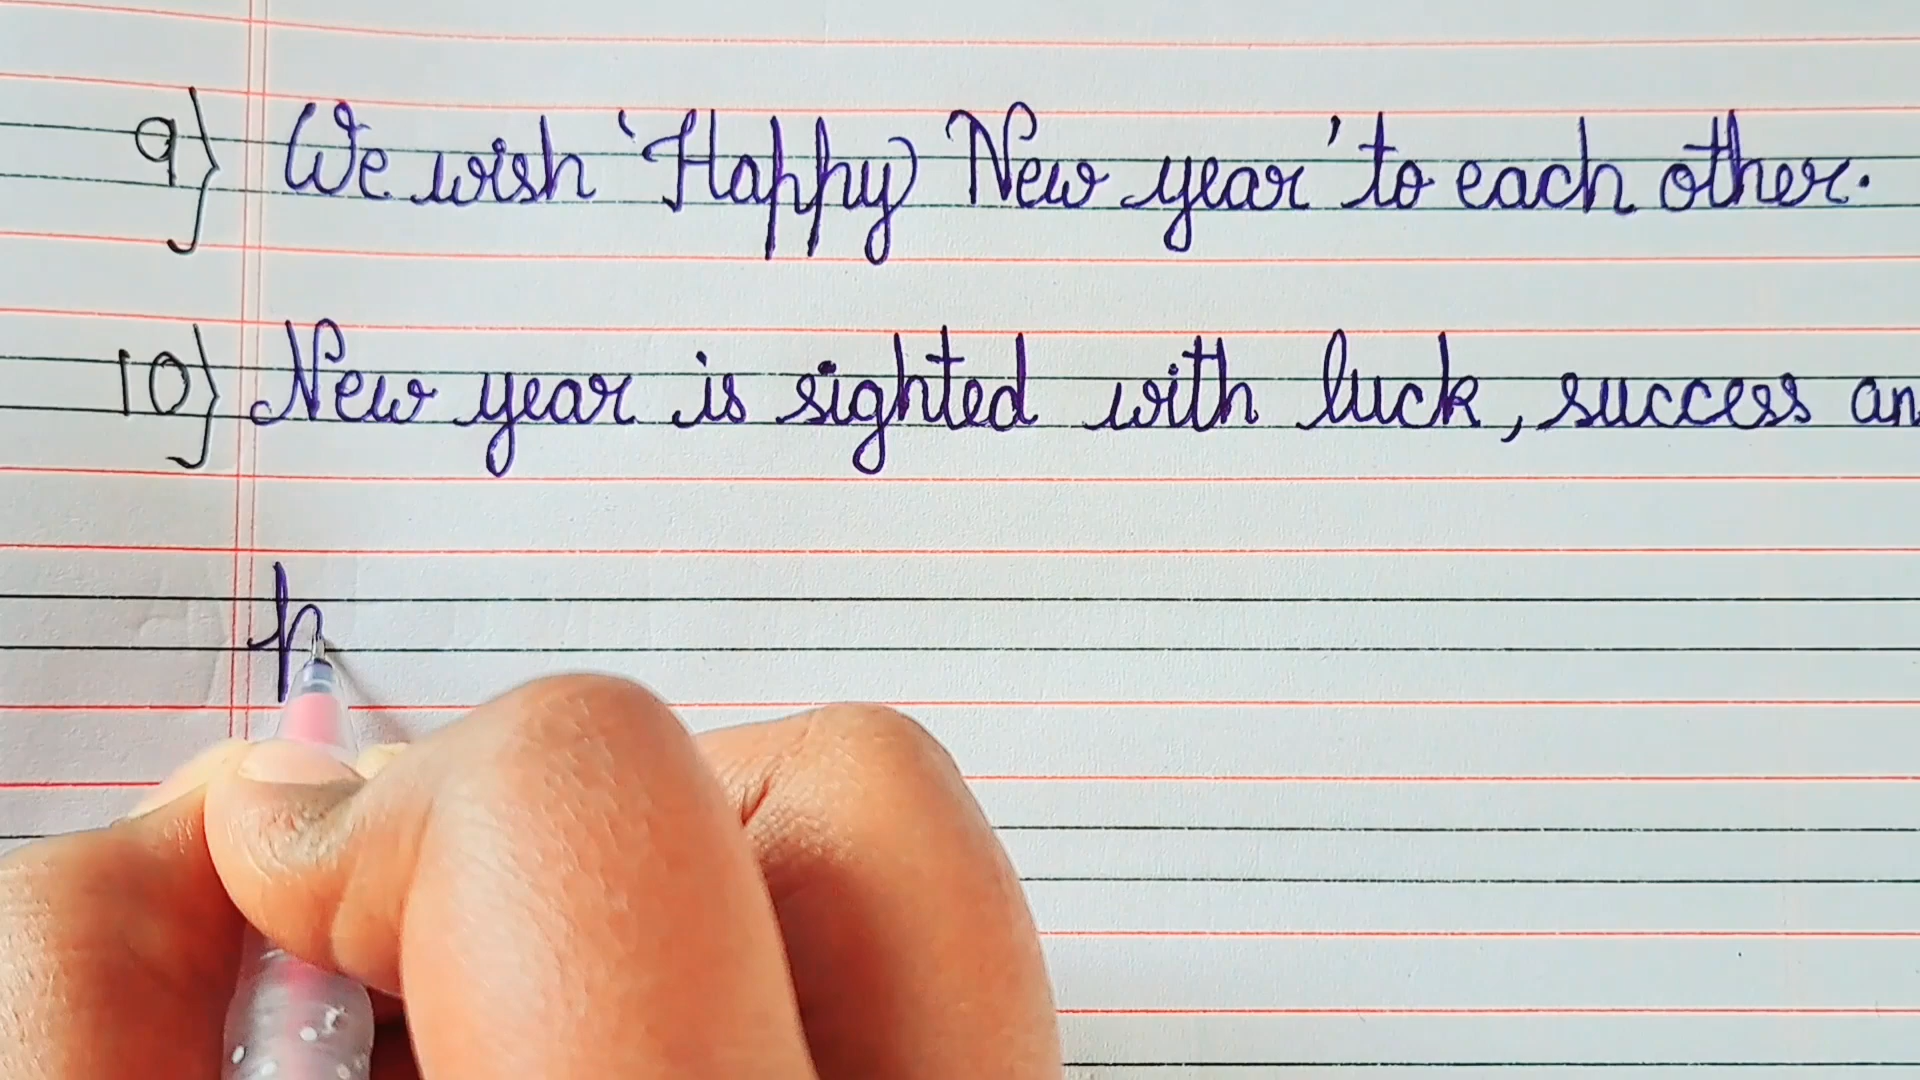 9) We wish 'Happy New year' to each other.
10) New year is sighted with luck, success an
p